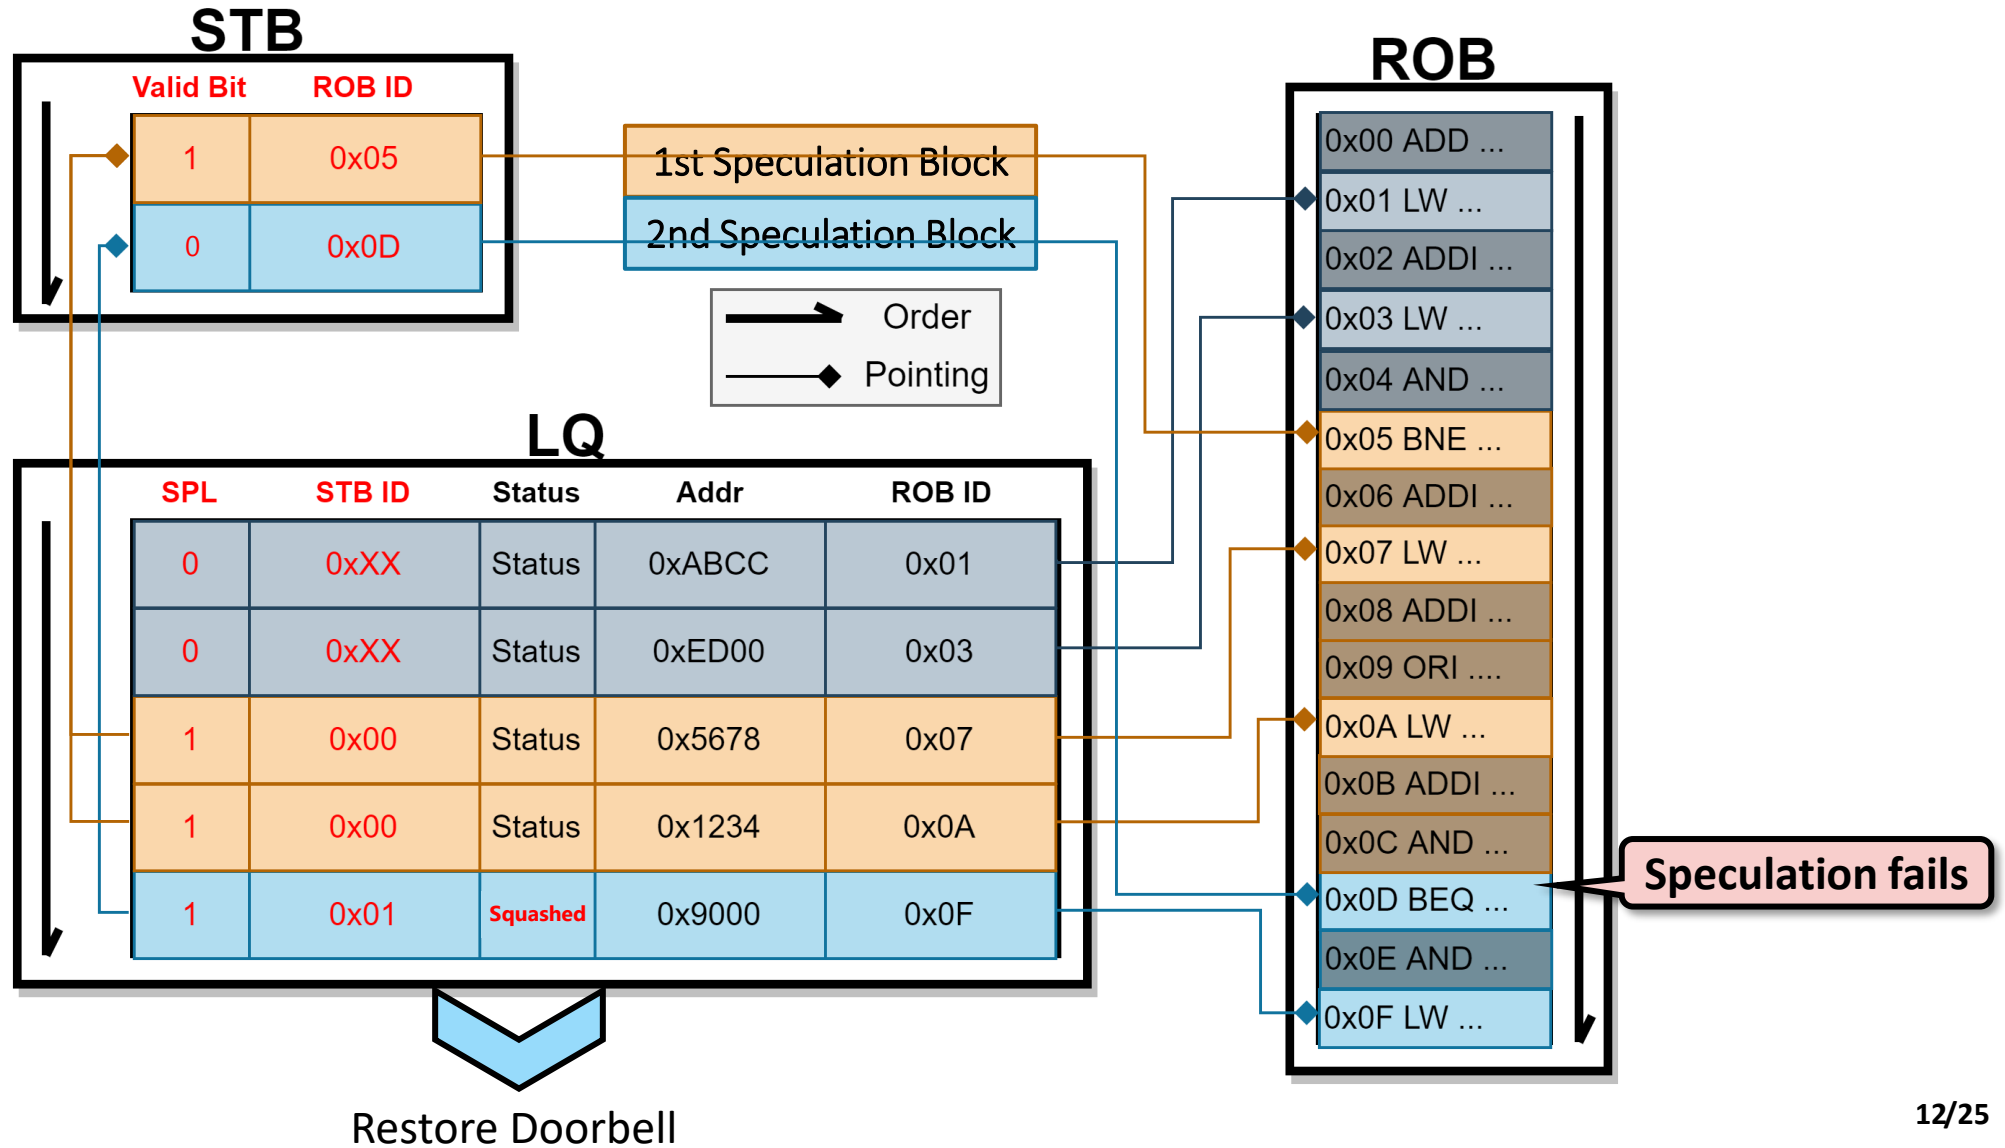 STB
Valid Bit ROB ID
1 0x05
0 0x0D
1st Speculation Block
2nd Speculation Block
Order
Pointing
LQ
SPL STB ID Status Addr ROB ID
0 0xXX Status 0xABCC 0x01
0 0xXX Status 0xED00 0x03
1 0x00 Status 0x5678 0x07
1 0x00 Status 0x1234 0x0A
1 0x01 Squashed 0x9000 0x0F
Restore Doorbell
ROB
0x00 ADD ...
0x01 LW ...
0x02 ADDI ...
0x03 LW ...
0x04 AND ...
0x05 BNE ...
0x06 ADDI ...
0x07 LW ...
0x08 ADDI ...
0x09 ORI ....
0x0A LW ...
0x0B ADDI ...
0x0C AND ...
0x0D BEQ ...
0x0E AND ...
0x0F LW ...
Speculation fails
12/25